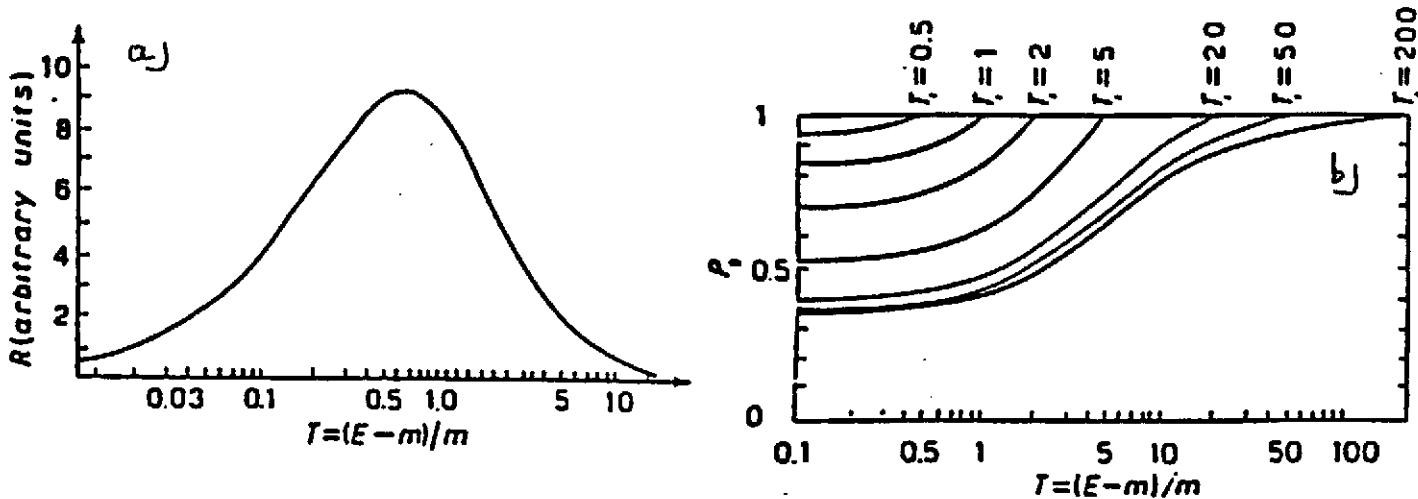 a)
R(arbitrary units)
10
8
6
4
2
0.03 0.1 0.5 1.0 5 10
T=(E-m)/m
T₁=0.5 T₁=1 T₁=2 T₁=5 T₁=20 T₁=50 T₁=200
b)
1
0.5
0
0.1 0.5 1 5 10 50 100
T=(E-m)/m